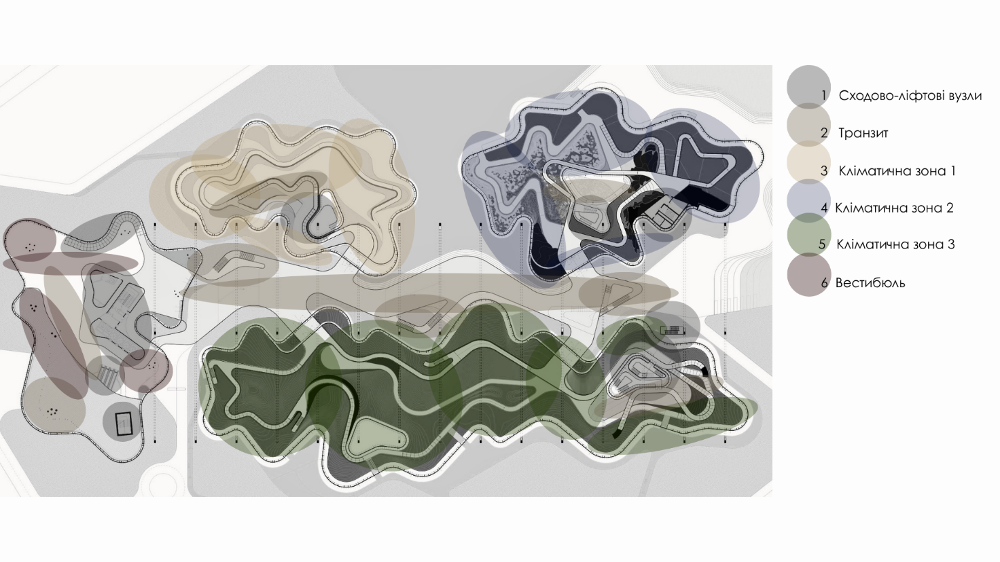 1 Сходово-ліфтові вузли
2 Транзит
3 Кліматична зона 1
4 Кліматична зона 2
5 Кліматична зона 3
6 Вестибюль